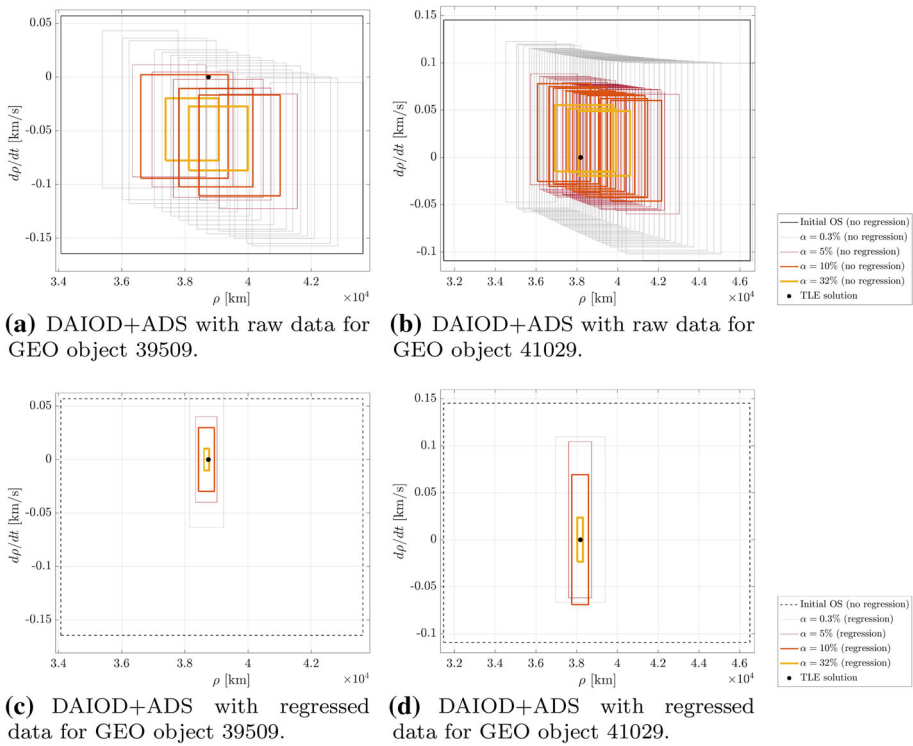 0.05
0
-0.05
-0.1
-0.15
dρ/dt [km/s]
3.4 3.6 3.8 4 4.2
ρ [km]
×10⁴
0.15
0.1
0.05
0
-0.05
-0.1
dρ/dt [km/s]
3.2 3.4 3.6 3.8 4 4.2 4.4 4.6
ρ [km]
×10⁴
Initial OS (no regression)
α = 0.3% (no regression)
α = 5% (no regression)
α = 10% (no regression)
α = 32% (no regression)
TLE solution
(a) DAIOD+ADS with raw data for
GEO object 39509.
(b) DAIOD+ADS with raw data for
GEO object 41029.
0.05
0
-0.05
-0.1
-0.15
dρ/dt [km/s]
3.4 3.6 3.8 4 4.2
ρ [km]
×10⁴
0.15
0.1
0.05
0
-0.05
-0.1
dρ/dt [km/s]
3.2 3.4 3.6 3.8 4 4.2 4.4 4.6
ρ [km]
×10⁴
Initial OS (no regression)
α = 0.3% (regression)
α = 5% (regression)
α = 10% (regression)
α = 32% (regression)
TLE solution
(c) DAIOD+ADS with regressed
data for GEO object 39509.
(d) DAIOD+ADS with regressed
data for GEO object 41029.